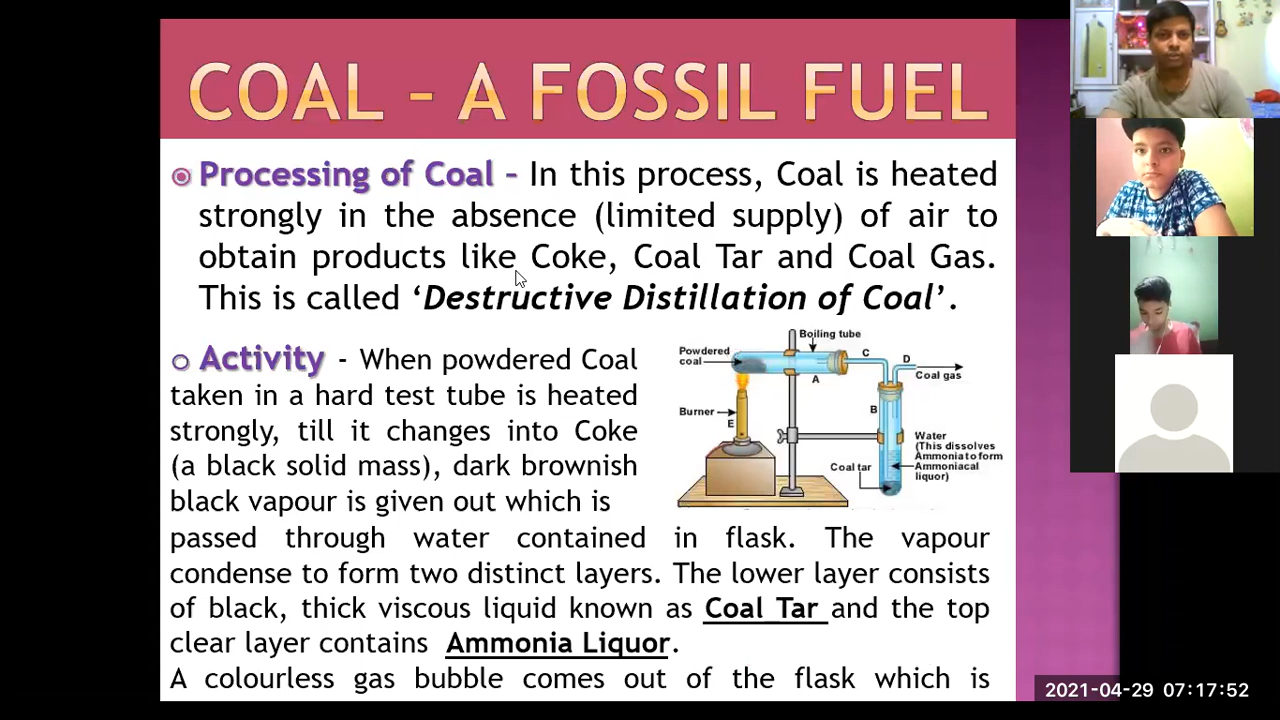 COAL – A FOSSIL FUEL
Processing of Coal – In this process, Coal is heated
strongly in the absence (limited supply) of air to
obtain products like Coke, Coal Tar and Coal Gas.
This is called ‘Destructive Distillation of Coal’.
Activity - When powdered Coal
taken in a hard test tube is heated
strongly, till it changes into Coke
(a black solid mass), dark brownish
black vapour is given out which is
passed through water contained in flask. The vapour
condense to form two distinct layers. The lower layer consists
of black, thick viscous liquid known as Coal Tar and the top
clear layer contains Ammonia Liquor.
A colourless gas bubble comes out of the flask which is
Boiling tube
Powdered
coal
C
D
Coal gas
A
B
Burner
E
Water
(This dissolves
Ammonia to form
Ammoniacal
liquor)
Coal tar
2021-04-29 07:17:52